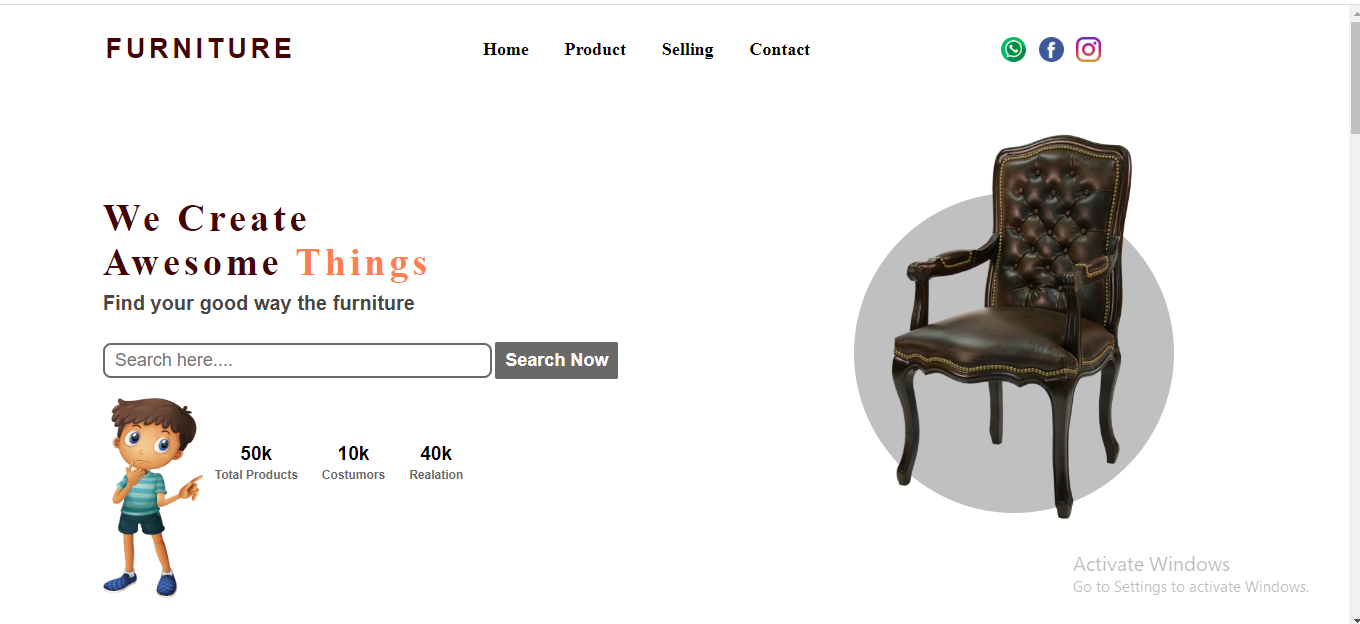 FURNITURE
Home Product Selling Contact
We Create
Awesome Things
Find your good way the furniture
Search here.... Search Now
50k 10k 40k
Total Products Costumors Realation
Activate Windows
Go to Settings to activate Windows.